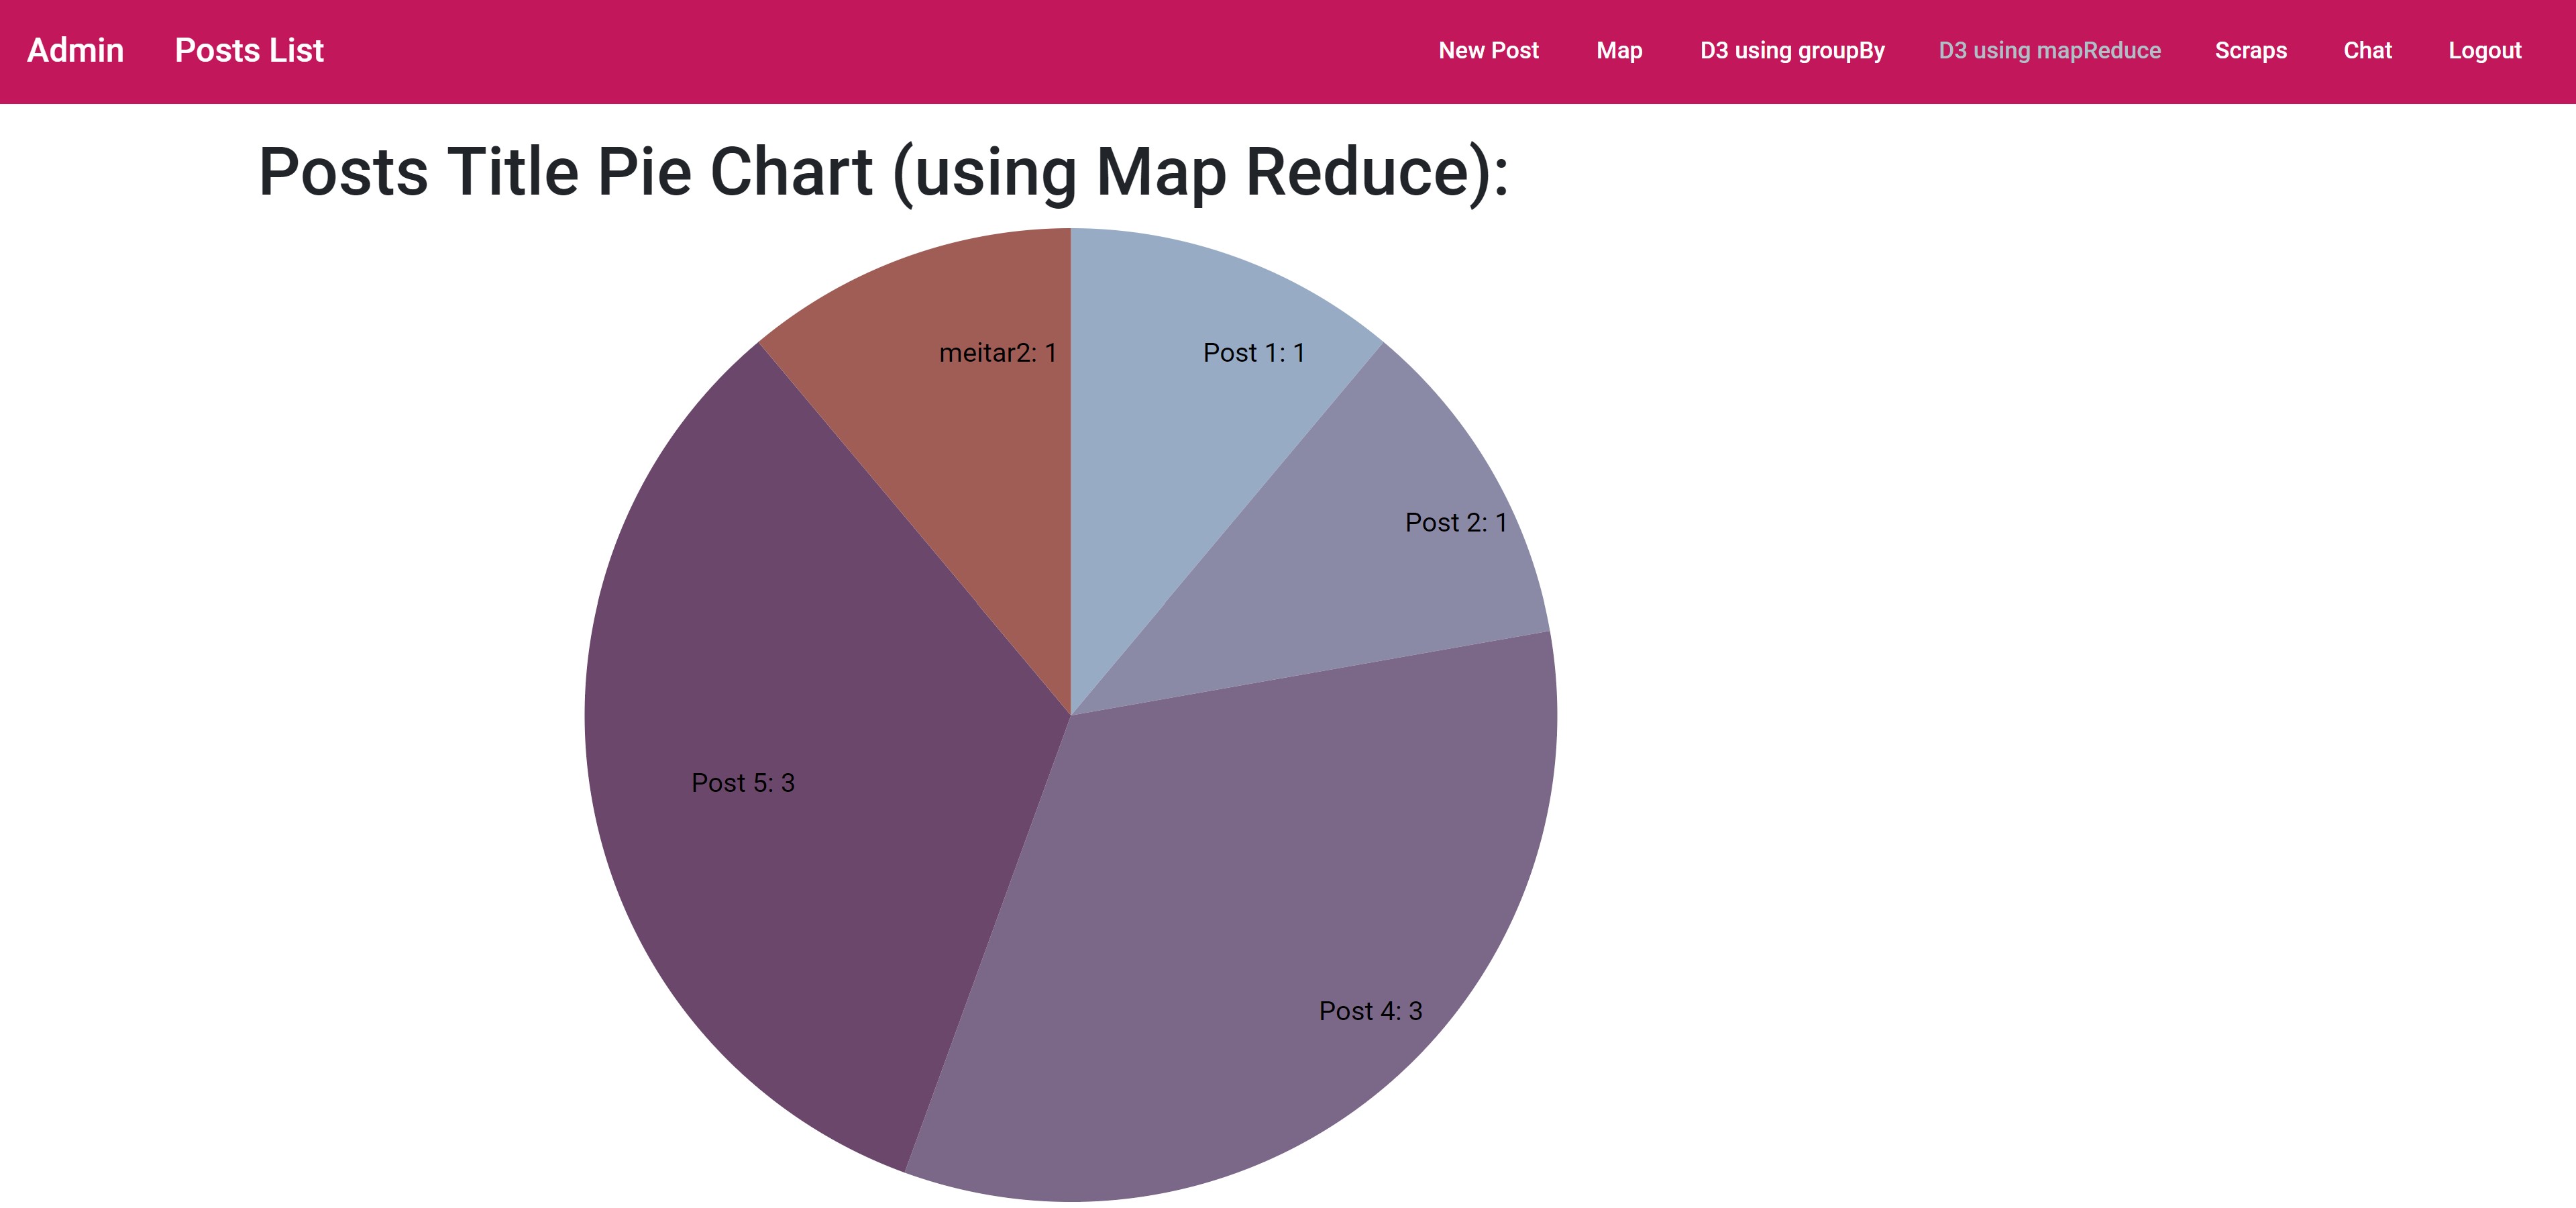 Admin Posts List New Post Map D3 using groupBy D3 using mapReduce Scraps Chat Logout
Posts Title Pie Chart (using Map Reduce):
meitar2: 1
Post 1: 1
Post 2: 1
Post 5: 3
Post 4: 3